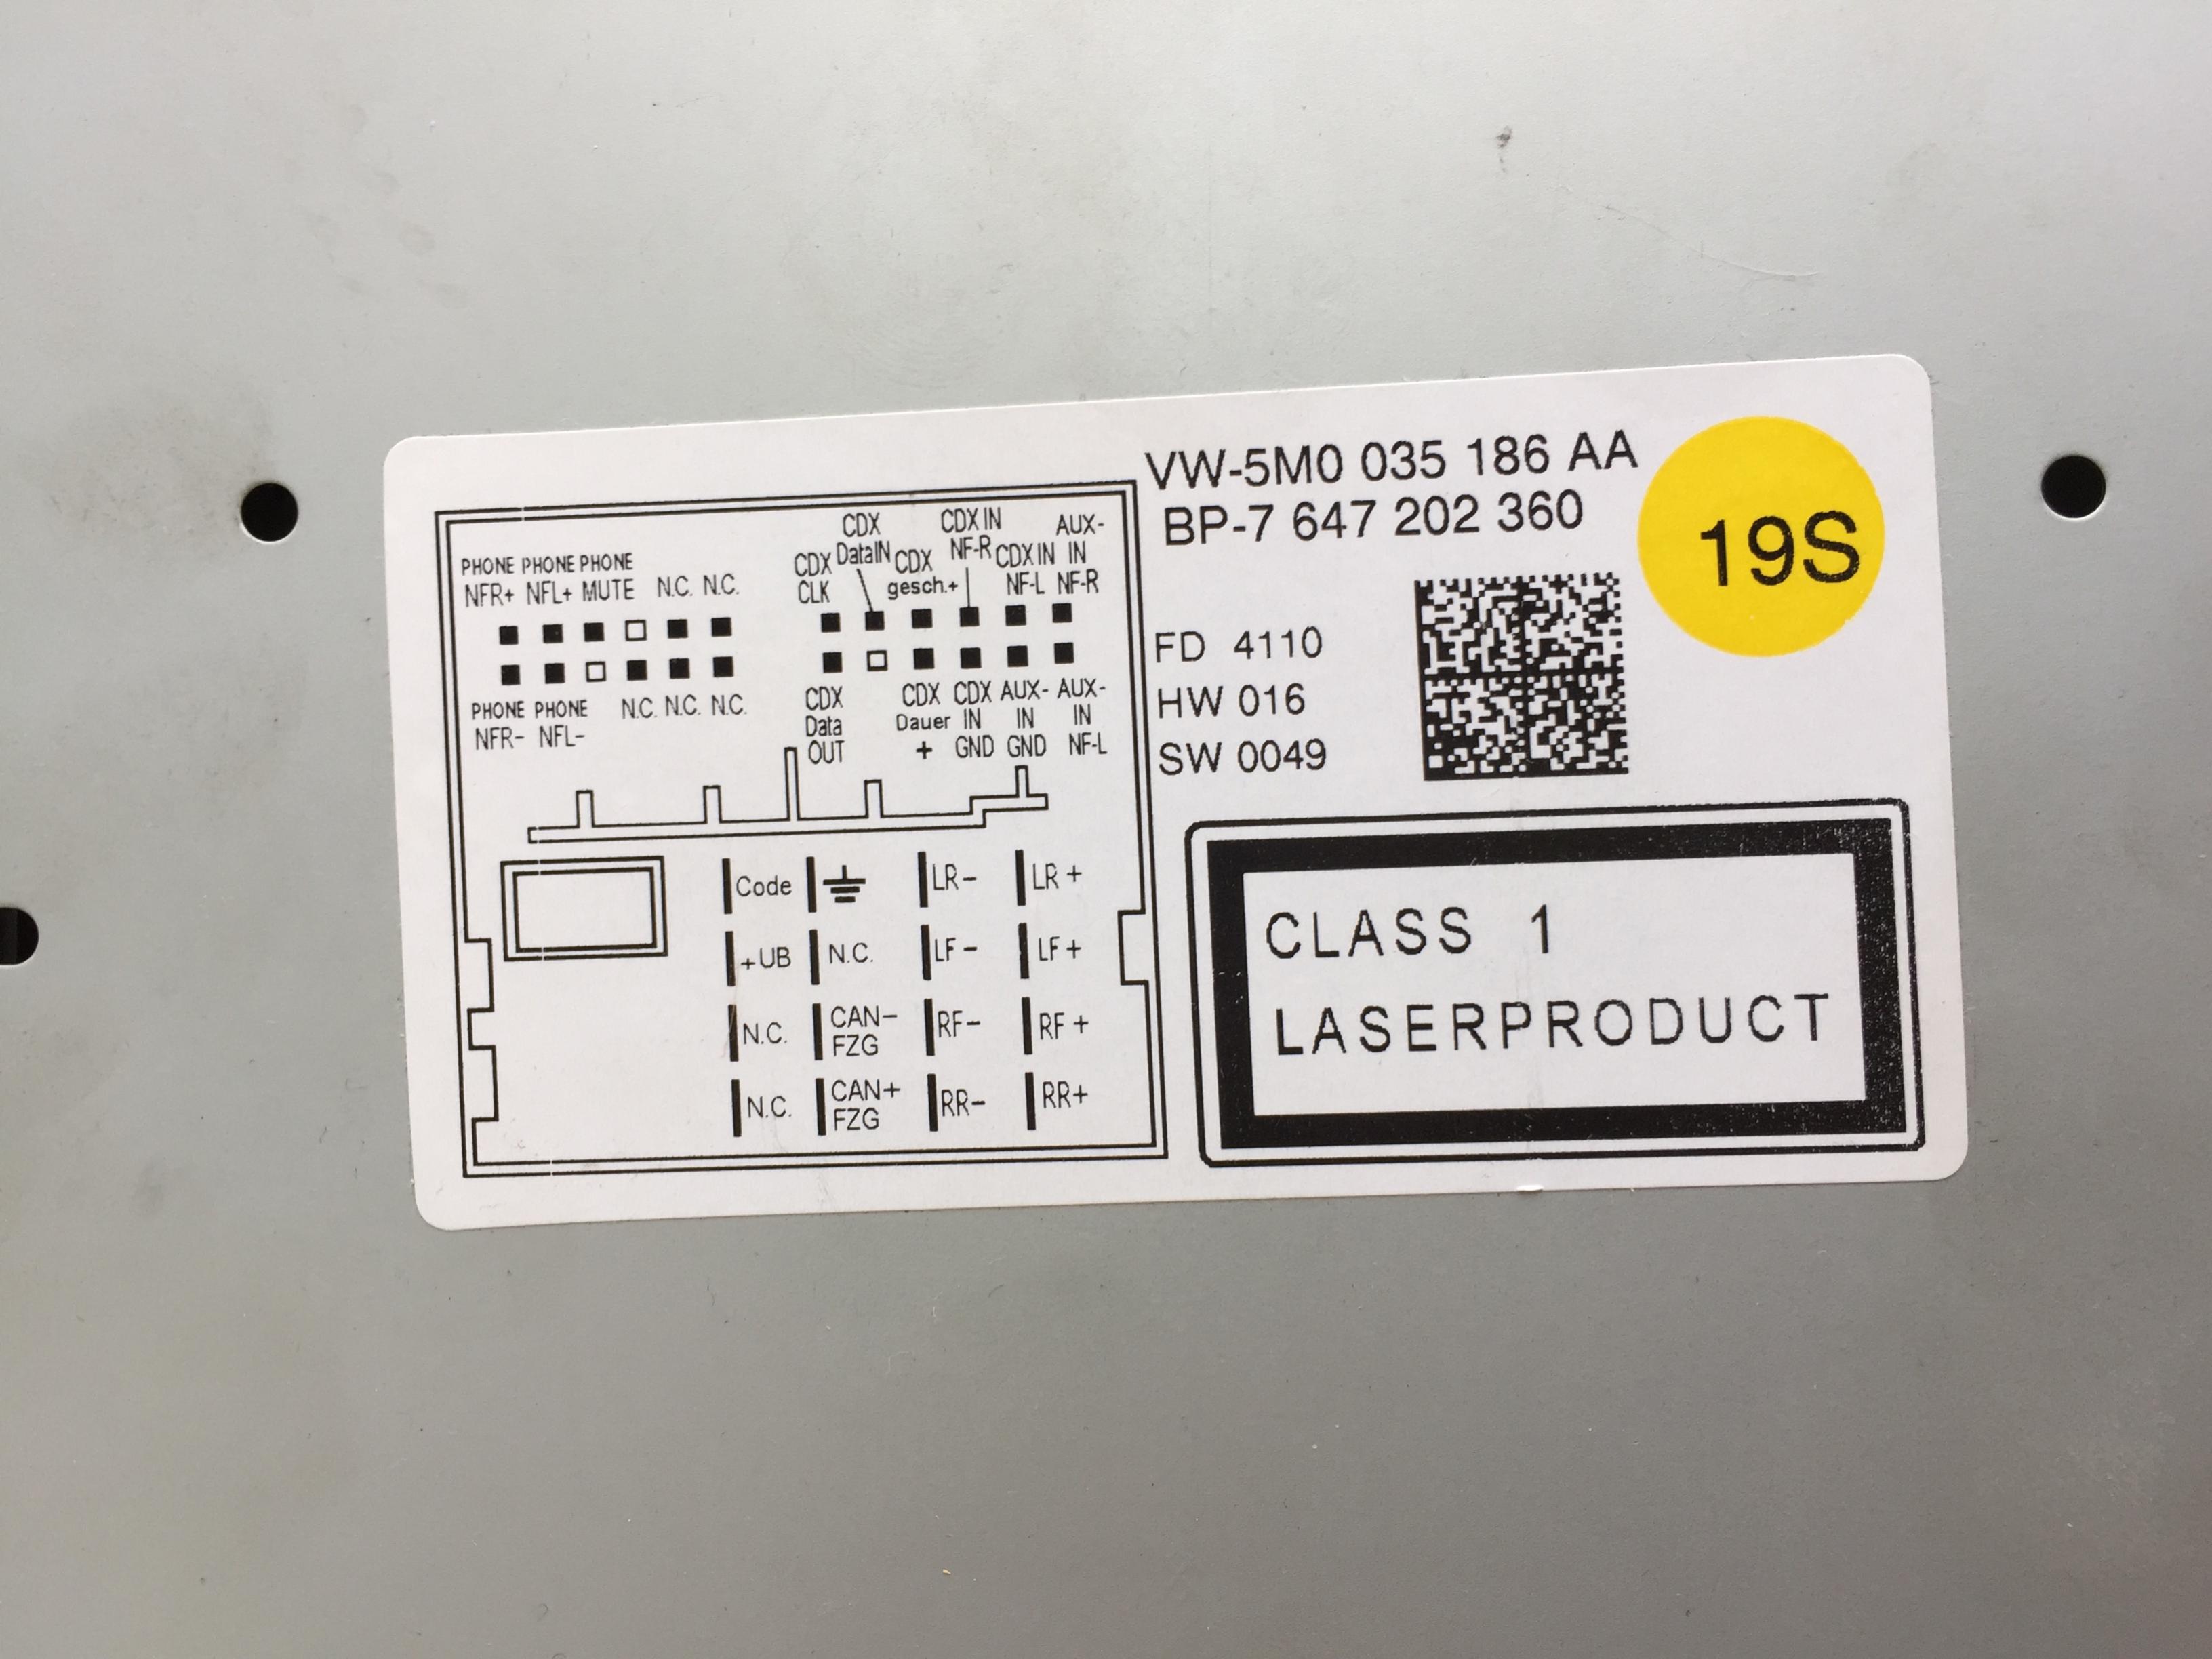 VW-5M0 035 186 AA
BP-7 647 202 360
19S
FD 4110
HW 016
SW 0049
CLASS 1
LASERPRODUCT
PHONE PHONE PHONE
NFR+ NFL+ MUTE N.C. N.C.
PHONE PHONE
NFR- NFL- N.C. N.C. N.C.
CDX
CLK
CDX
DataIN
CDX
gesch.+
CDX IN
NF-R
CDX IN
NF-L
AUX-
IN
NF-R
CDX
Data
OUT
CDX
Dauer
+
CDX
IN
GND
AUX-
IN
GND
AUX-
IN
NF-L
Code LR- LR+
+UB N.C. LF- LF+
N.C. CAN- FZG RF- RF+
N.C. CAN+ FZG RR- RR+